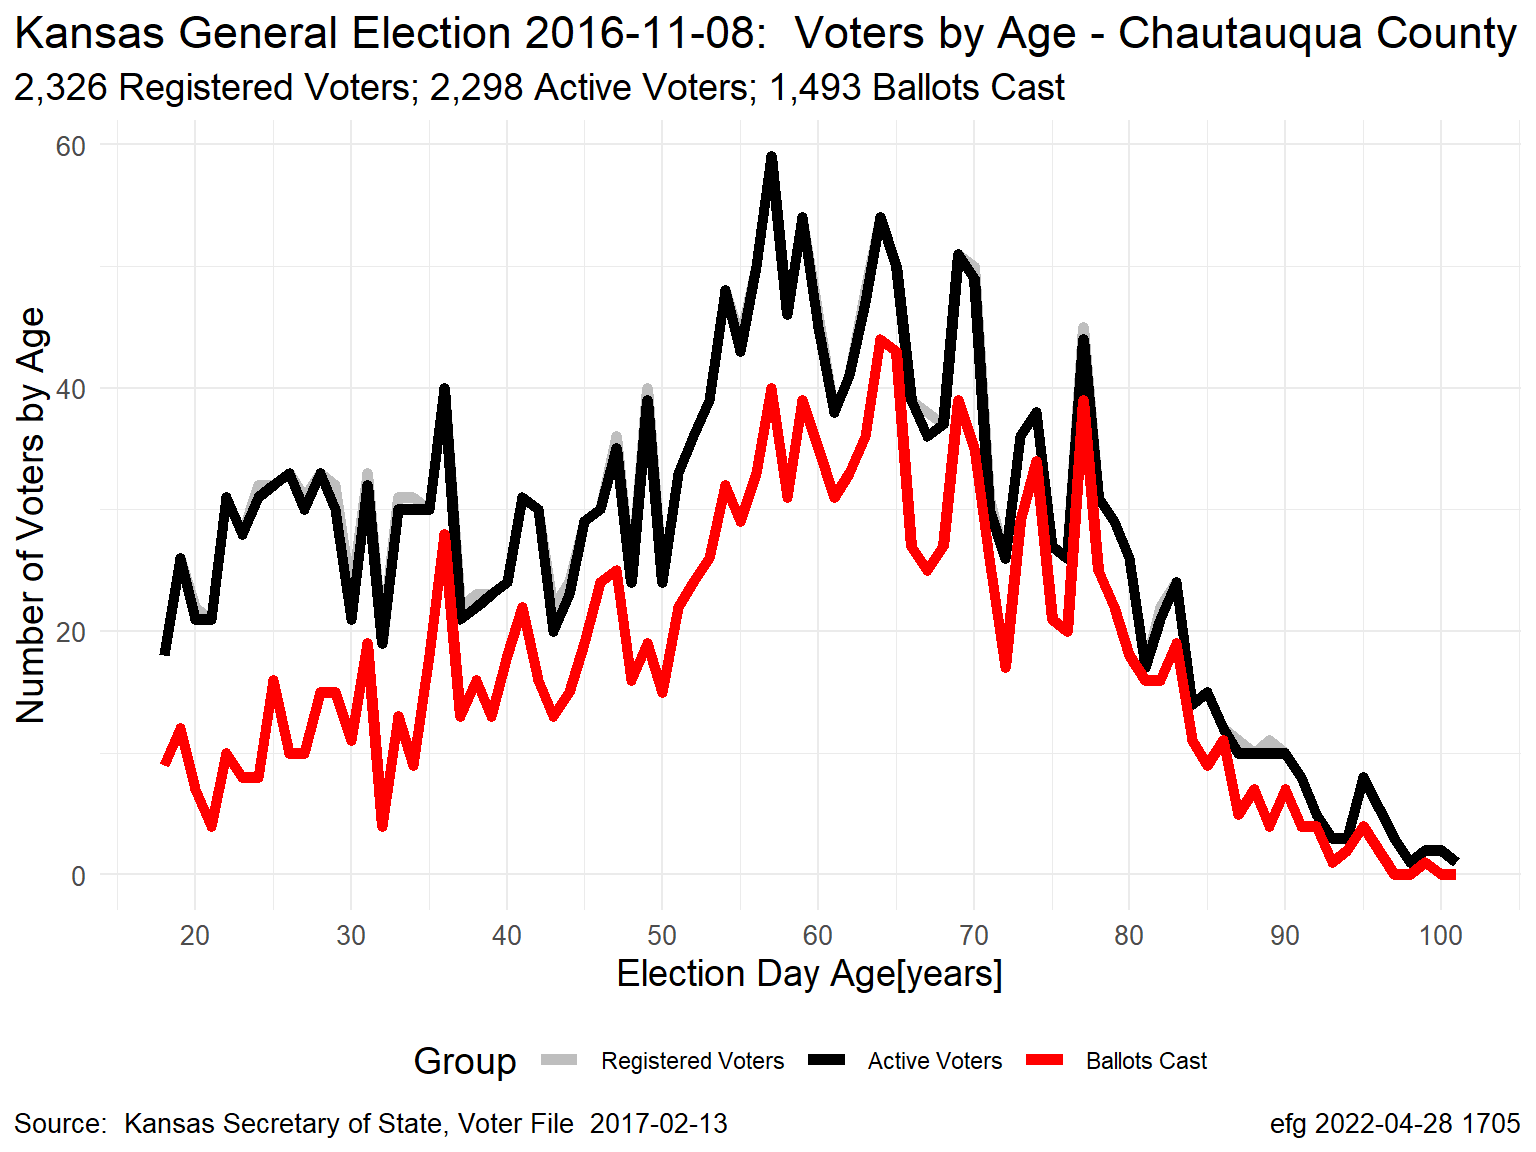 Kansas General Election 2016-11-08:  Voters by Age - Chautauqua County
2,326 Registered Voters; 2,298 Active Voters; 1,493 Ballots Cast
Number of Voters by Age
60
40
20
0
20 30 40 50 60 70 80 90 100
Election Day Age[years]
Group Registered Voters Active Voters Ballots Cast
Source:  Kansas Secretary of State, Voter File  2017-02-13
efg 2022-04-28 1705